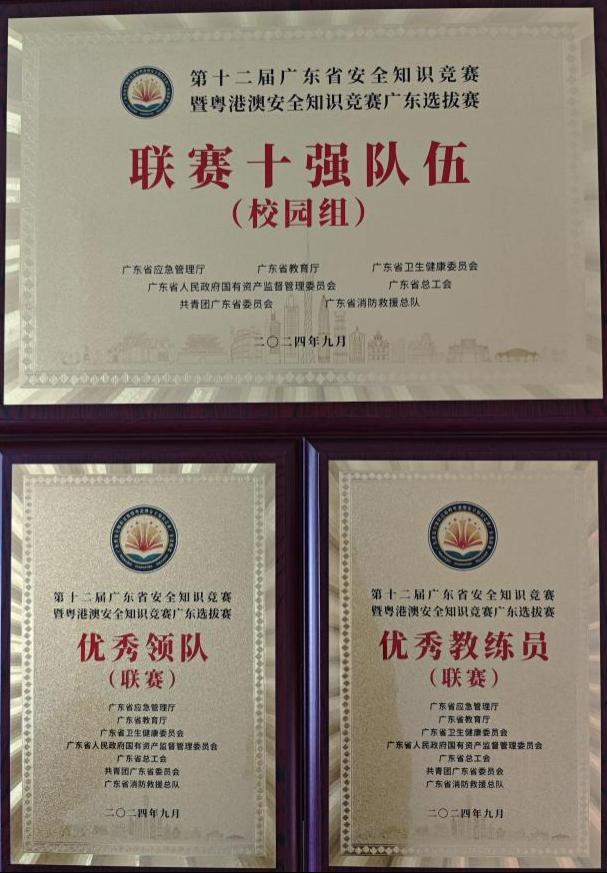 第十二届广东省安全知识竞赛
暨粤港澳安全知识竞赛广东选拔赛
联赛十强队伍
（校园组）
广东省应急管理厅 广东省教育厅 广东省卫生健康委员会
广东省人民政府国有资产监督管理委员会 广东省总工会
共青团广东省委员会 广东省消防救援总队
二〇二四年九月
第十二届广东省安全知识竞赛
暨粤港澳安全知识竞赛广东选拔赛
优秀领队
（联赛）
广东省应急管理厅
广东省教育厅
广东省卫生健康委员会
广东省人民政府国有资产监督管理委员会
广东省总工会
共青团广东省委员会
广东省消防救援总队
二〇二四年九月
第十二届广东省安全知识竞赛
暨粤港澳安全知识竞赛广东选拔赛
优秀教练员
（联赛）
广东省应急管理厅
广东省教育厅
广东省卫生健康委员会
广东省人民政府国有资产监督管理委员会
广东省总工会
共青团广东省委员会
广东省消防救援总队
二〇二四年九月